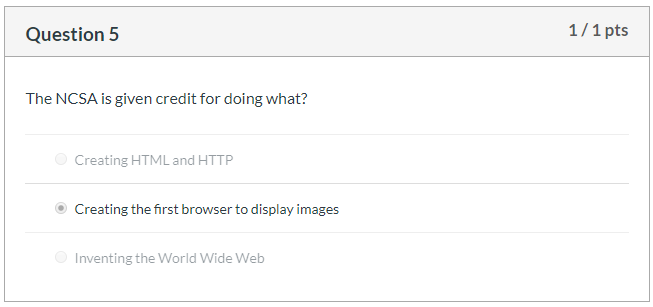 Question 5
1 / 1 pts
The NCSA is given credit for doing what?
Creating HTML and HTTP
Creating the first browser to display images
Inventing the World Wide Web